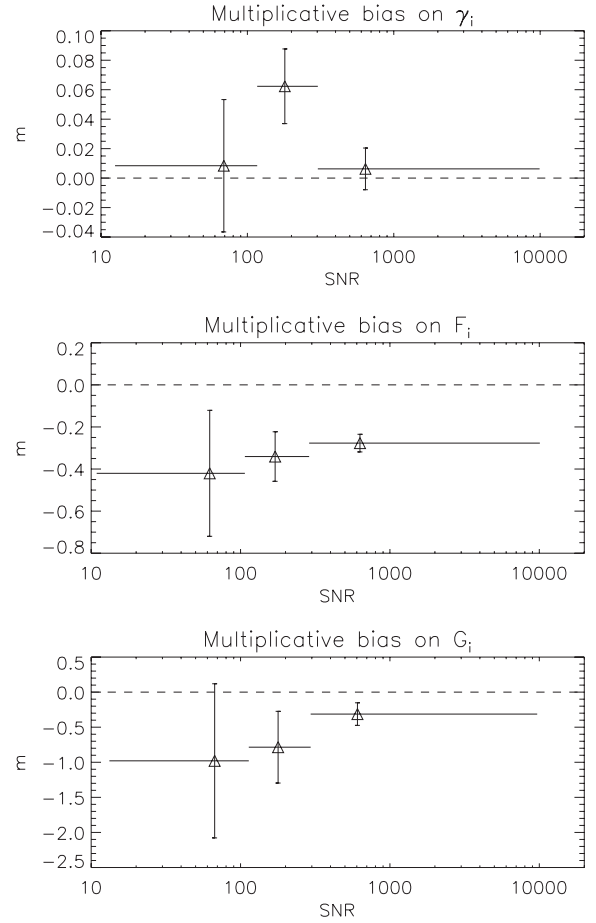 Multiplicative bias on γi
0.10
0.08
0.06
0.04
0.02
0.00
−0.02
−0.04
m
10 100 1000 10000
SNR
Multiplicative bias on Fi
0.2
0.0
−0.2
−0.4
−0.6
−0.8
m
10 100 1000 10000
SNR
Multiplicative bias on Gi
0.5
0.0
−0.5
−1.0
−1.5
−2.0
−2.5
m
10 100 1000 10000
SNR